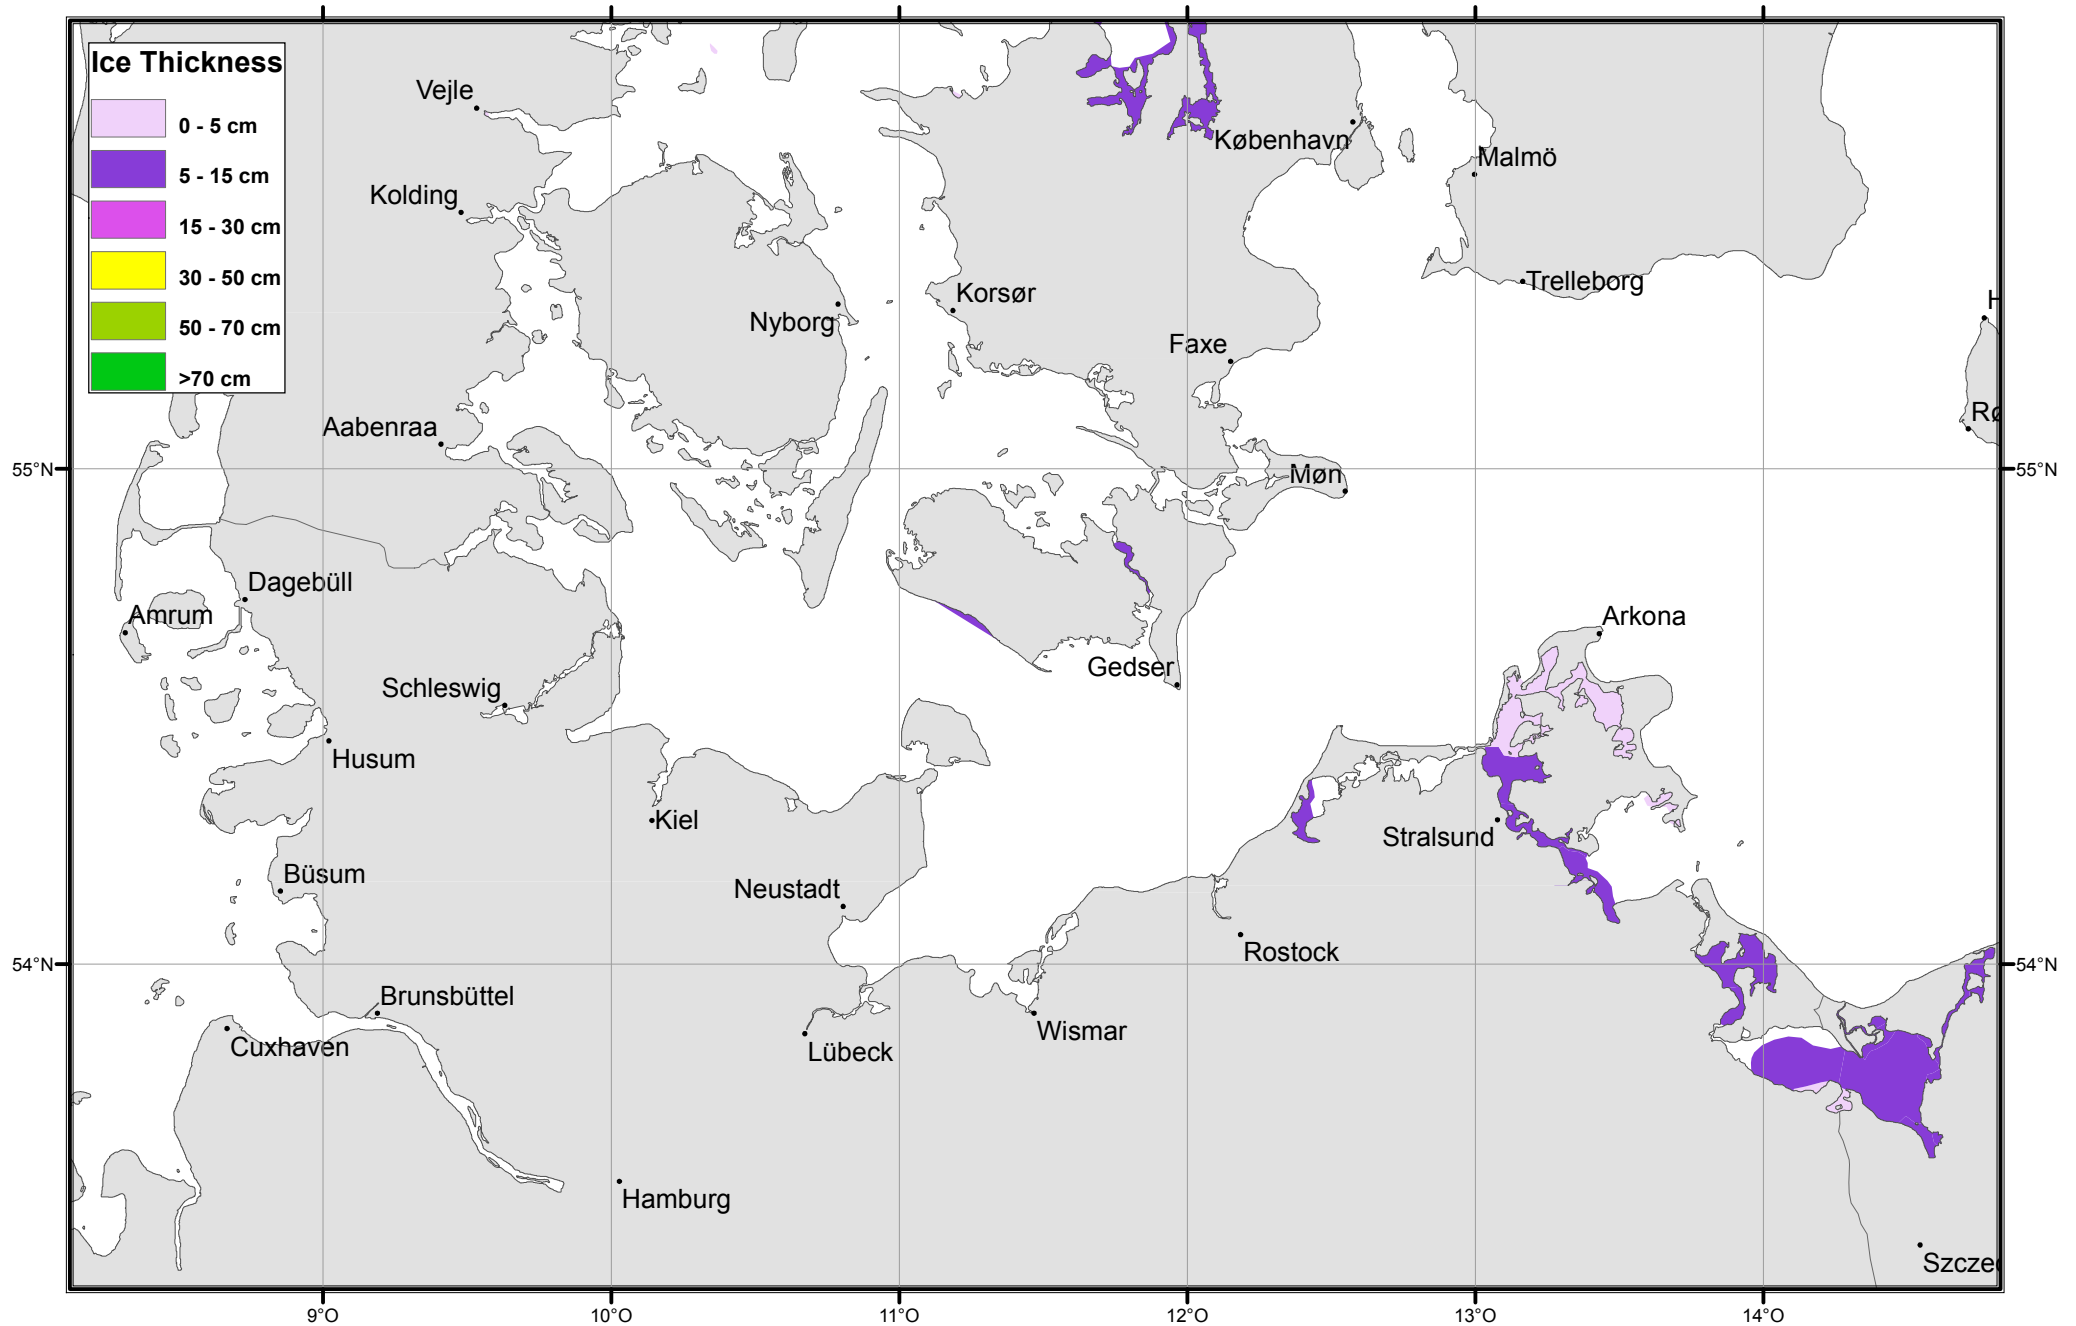 Ice Thickness
0 - 5 cm
5 - 15 cm
15 - 30 cm
30 - 50 cm
50 - 70 cm
>70 cm
Vejle
København
Malmö
Kolding
Trelleborg
Korsør
H
Nyborg
Faxe
Rø
Aabenraa
55°N
55°N
Møn
Dagebüll
Amrum
Arkona
Gedser
Schleswig
Husum
Kiel
Stralsund
Büsum
Neustadt
Rostock
54°N
54°N
Brunsbüttel
Wismar
Cuxhaven
Lübeck
Hamburg
Szczec
9°O
10°O
11°O
12°O
13°O
14°O